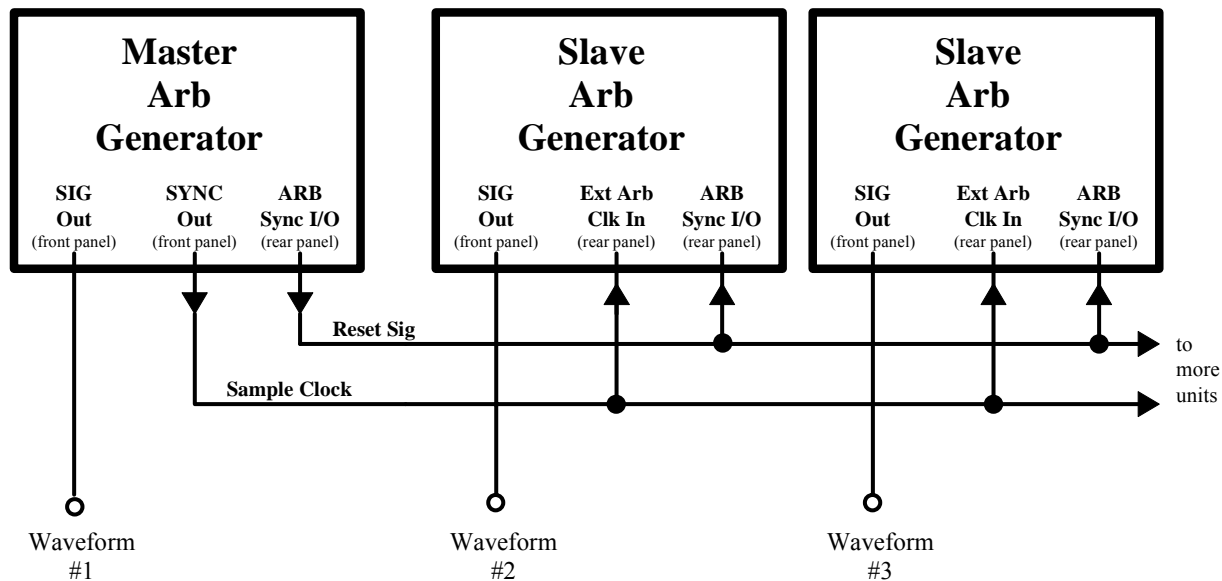 Master
Arb
Generator
SIG
Out
(front panel)
SYNC
Out
(front panel)
ARB
Sync I/O
(rear panel)
Slave
Arb
Generator
SIG
Out
(front panel)
Ext Arb
Clk In
(rear panel)
ARB
Sync I/O
(rear panel)
Slave
Arb
Generator
SIG
Out
(front panel)
Ext Arb
Clk In
(rear panel)
ARB
Sync I/O
(rear panel)
Reset Sig
Sample Clock
to
more
units
Waveform
#1
Waveform
#2
Waveform
#3